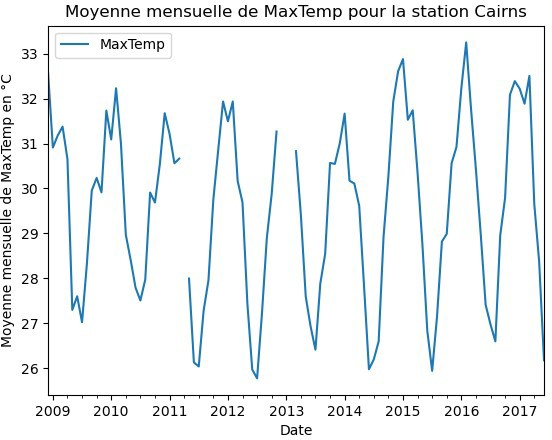 Moyenne mensuelle de MaxTemp pour la station Cairns
MaxTemp
Moyenne mensuelle de MaxTemp en °C
33
32
31
30
29
28
27
26
2009 2010 2011 2012 2013 2014 2015 2016 2017
Date